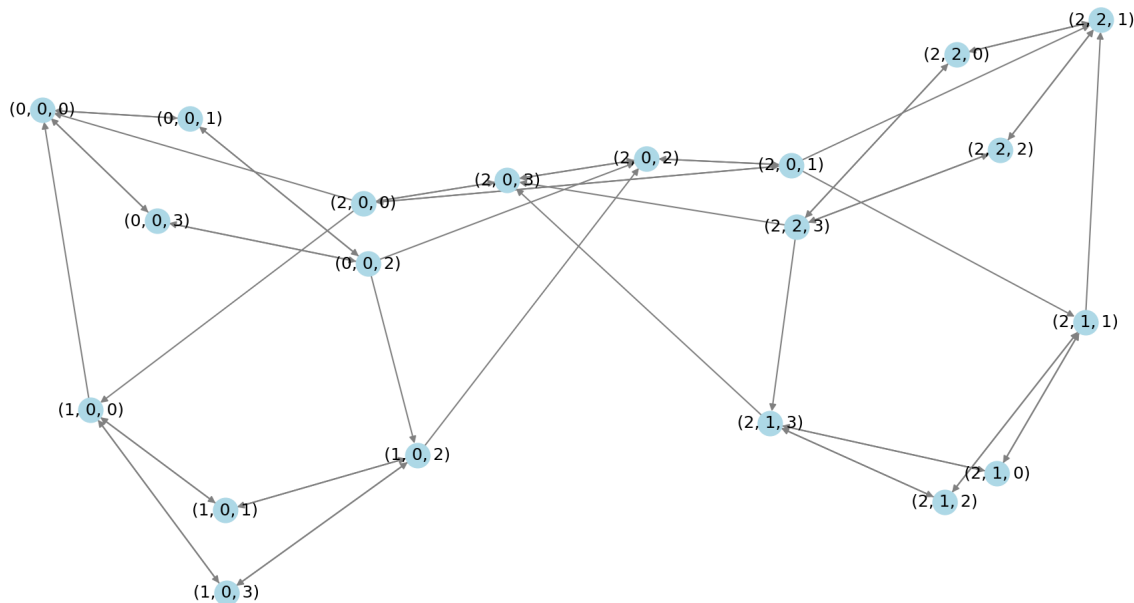 (2, 2, 1)
(2, 2, 0)
(0, 0, 0)
(0, 0, 1)
(2, 2, 2)
(2, 0, 2)
(2, 0, 1)
(2, 0, 3)
(2, 0, 0)
(0, 0, 3)
(2, 2, 3)
(0, 0, 2)
(2, 1, 1)
(1, 0, 0)
(2, 1, 3)
(1, 0, 2)
(2, 1, 0)
(2, 1, 2)
(1, 0, 1)
(1, 0, 3)